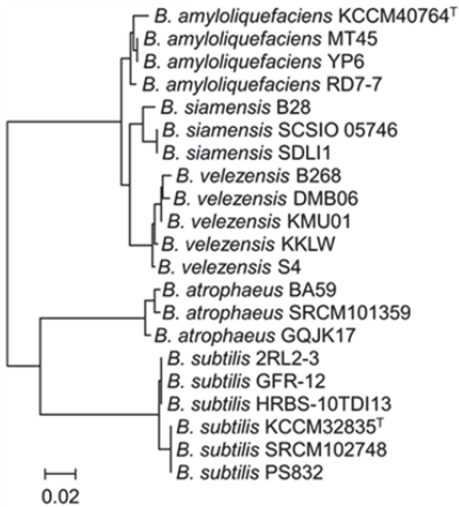 B. amyloliquefaciens KCCM40764ᵀ
B. amyloliquefaciens MT45
B. amyloliquefaciens YP6
B. amyloliquefaciens RD7-7
B. siamensis B28
B. siamensis SCSIO 05746
B. siamensis SDLI1
B. velezensis B268
B. velezensis DMB06
B. velezensis KMU01
B. velezensis KKLW
B. velezensis S4
B. atrophaeus BA59
B. atrophaeus SRCM101359
B. atrophaeus GQJK17
B. subtilis 2RL2-3
B. subtilis GFR-12
B. subtilis HRBS-10TDI13
B. subtilis KCCM32835ᵀ
B. subtilis SRCM102748
B. subtilis PS832
0.02